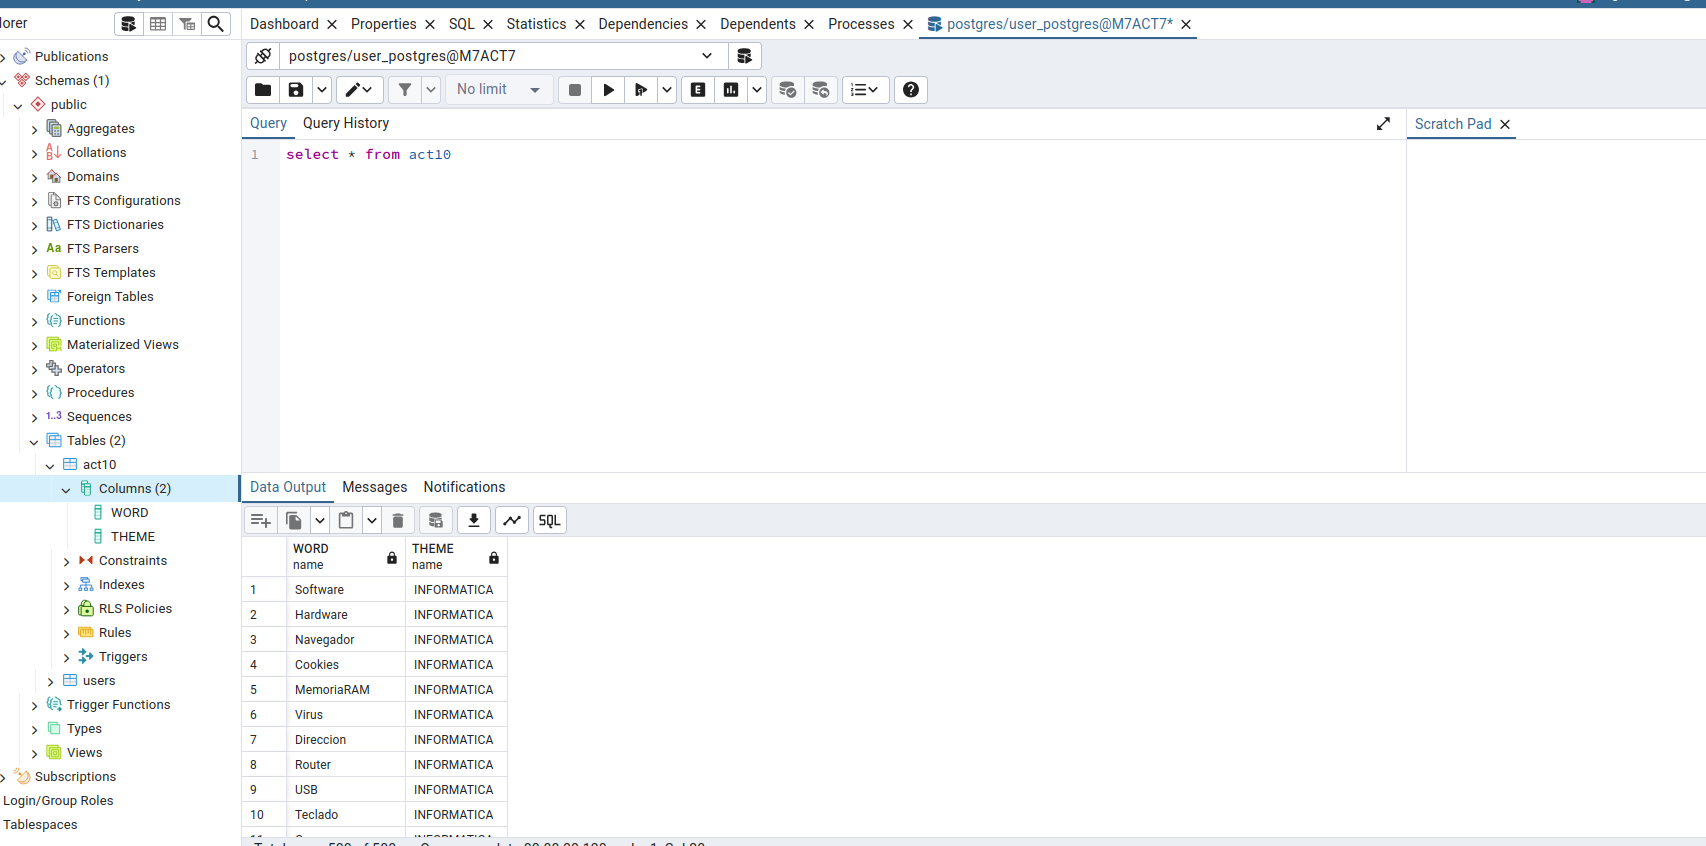 lorer
Dashboard
Properties
SQL
Statistics
Dependencies
Dependents
Processes
postgres/user_postgres@M7ACT7*
postgres/user_postgres@M7ACT7
No limit
E
Query
Query History
Scratch Pad
1
select * from act10
Publications
Schemas (1)
public
Aggregates
Collations
Domains
FTS Configurations
FTS Dictionaries
Aa
FTS Parsers
FTS Templates
Foreign Tables
Functions
Materialized Views
Operators
Procedures
1..3
Sequences
Tables (2)
act10
Columns (2)
WORD
THEME
Constraints
Indexes
RLS Policies
Rules
Triggers
users
Trigger Functions
Types
Views
Subscriptions
Login/Group Roles
Tablespaces
Data Output
Messages
Notifications
SQL
WORD
name
THEME
name
1 Software INFORMATICA
2 Hardware INFORMATICA
3 Navegador INFORMATICA
4 Cookies INFORMATICA
5 MemoriaRAM INFORMATICA
6 Virus INFORMATICA
7 Direccion INFORMATICA
8 Router INFORMATICA
9 USB INFORMATICA
10 Teclado INFORMATICA